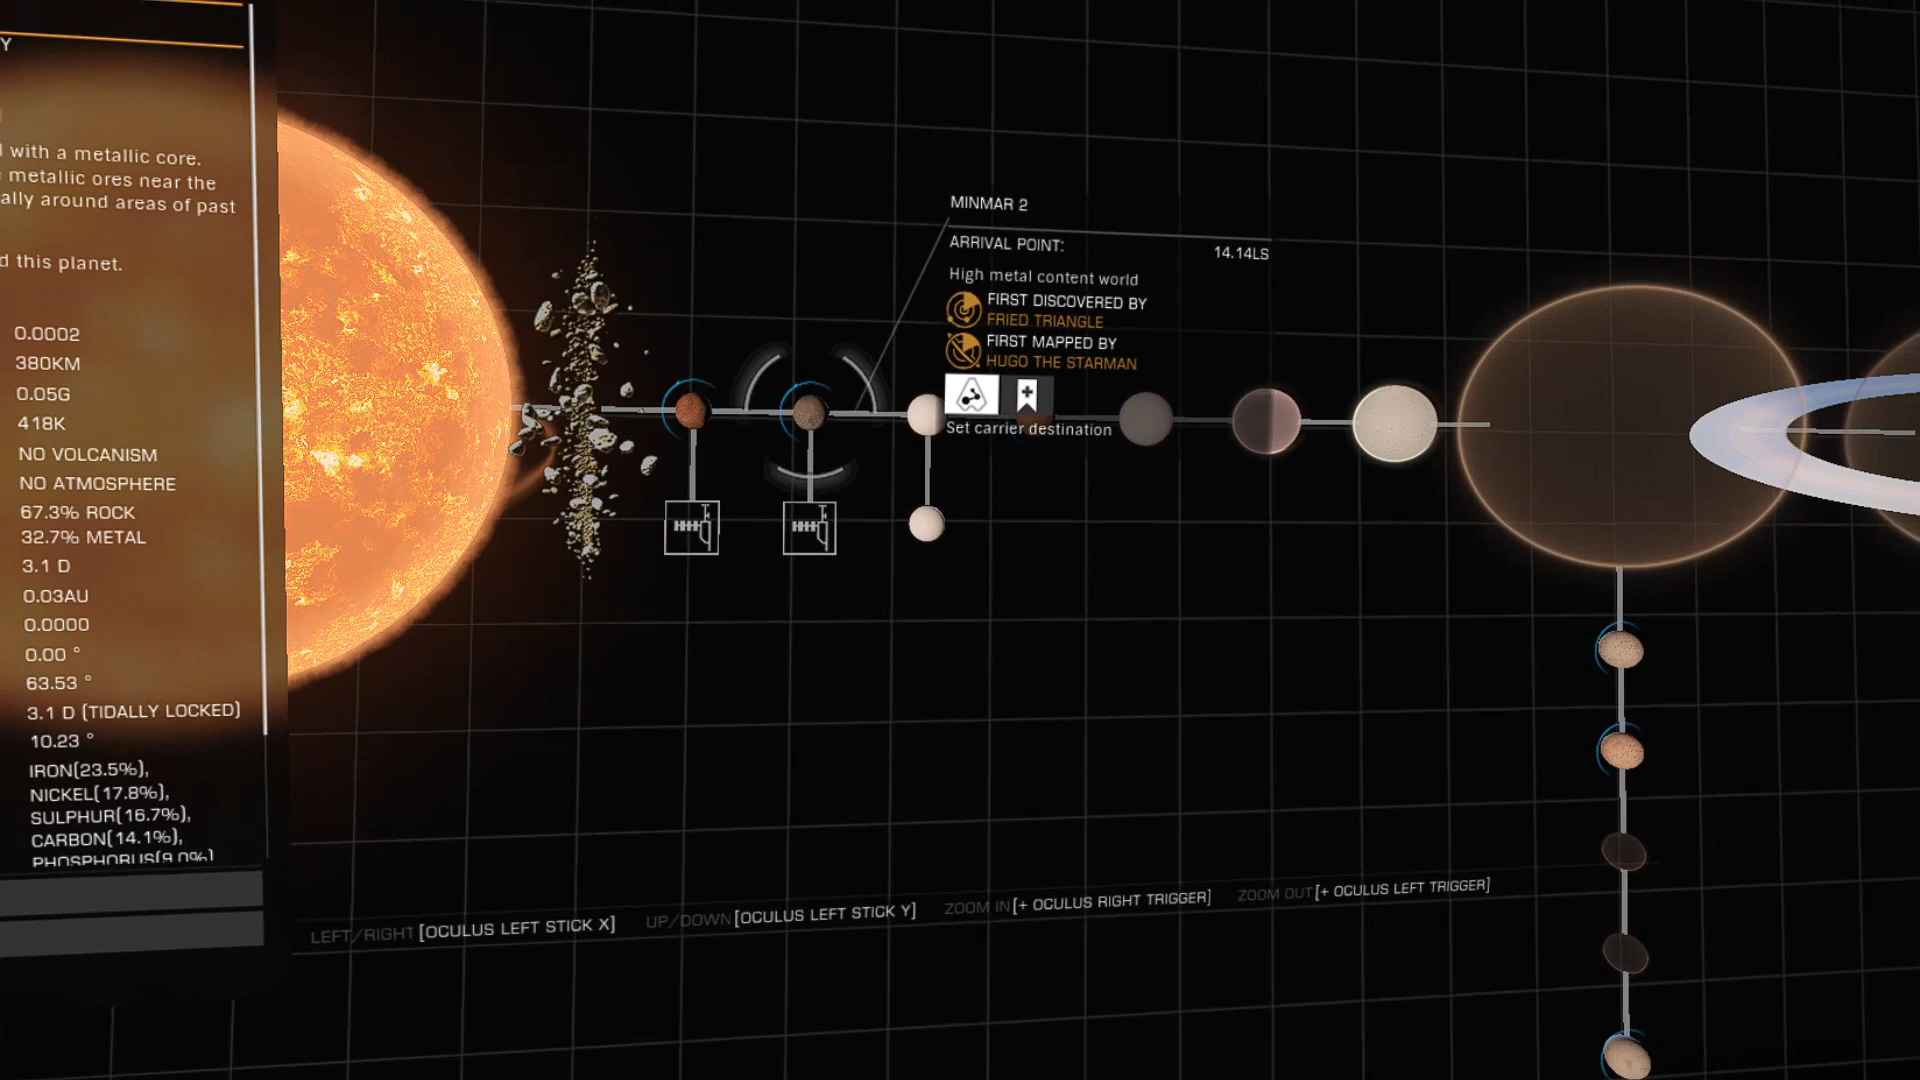 Y
with a metallic core.
metallic ores near the
ally around areas of past
d this planet.
0.0002
380KM
0.05G
418K
NO VOLCANISM
NO ATMOSPHERE
67.3% ROCK
32.7% METAL
3.1 D
0.03AU
0.0000
0.00 °
63.53 °
3.1 D (TIDALLY LOCKED)
10.23 °
IRON(23.5%),
NICKEL(17.8%),
SULPHUR(16.7%),
CARBON(14.1%),
PHOSPHORUS(9.0%)
MINMAR 2
ARRIVAL POINT: 14.14LS
High metal content world
FIRST DISCOVERED BY
FRIED TRIANGLE
FIRST MAPPED BY
HUGO THE STARMAN
Set carrier destination
LEFT/RIGHT [OCULUS LEFT STICK X] UP/DOWN [OCULUS LEFT STICK Y] ZOOM IN [+ OCULUS RIGHT TRIGGER] ZOOM OUT [+ OCULUS LEFT TRIGGER]